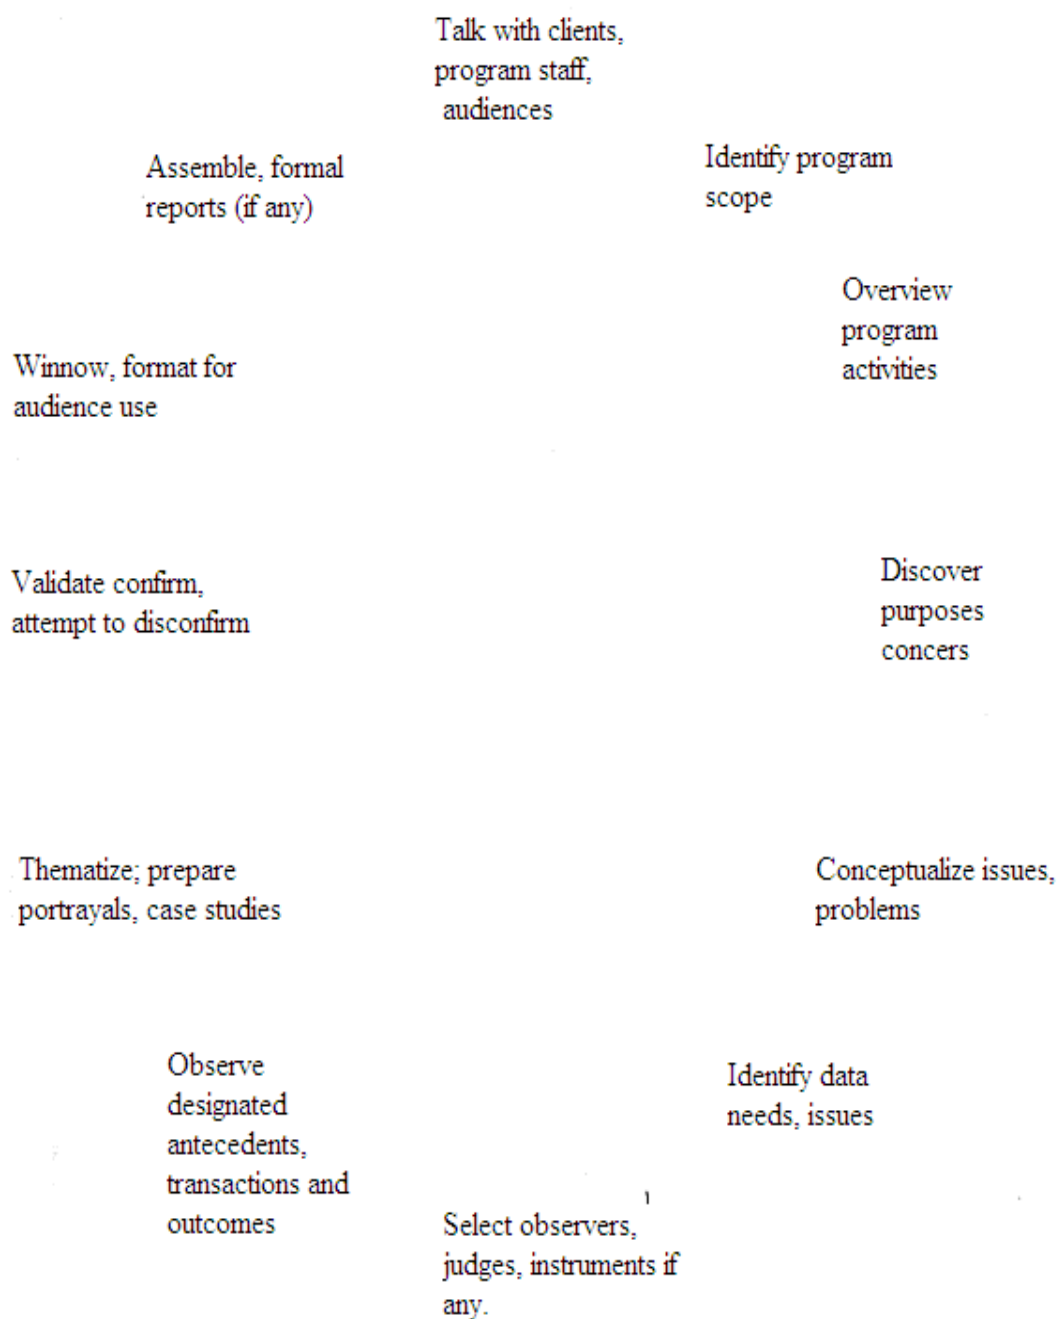 Talk with clients,
program staff,
audiences
Identify program
scope
Assemble, formal
reports (if any)
Overview
program
activities
Winnow, format for
audience use
Discover
purposes
concers
Validate confirm,
attempt to disconfirm
Conceptualize issues,
problems
Thematize; prepare
portrayals, case studies
Identify data
needs, issues
Observe
designated
antecedents,
transactions and
outcomes
Select observers,
judges, instruments if
any.